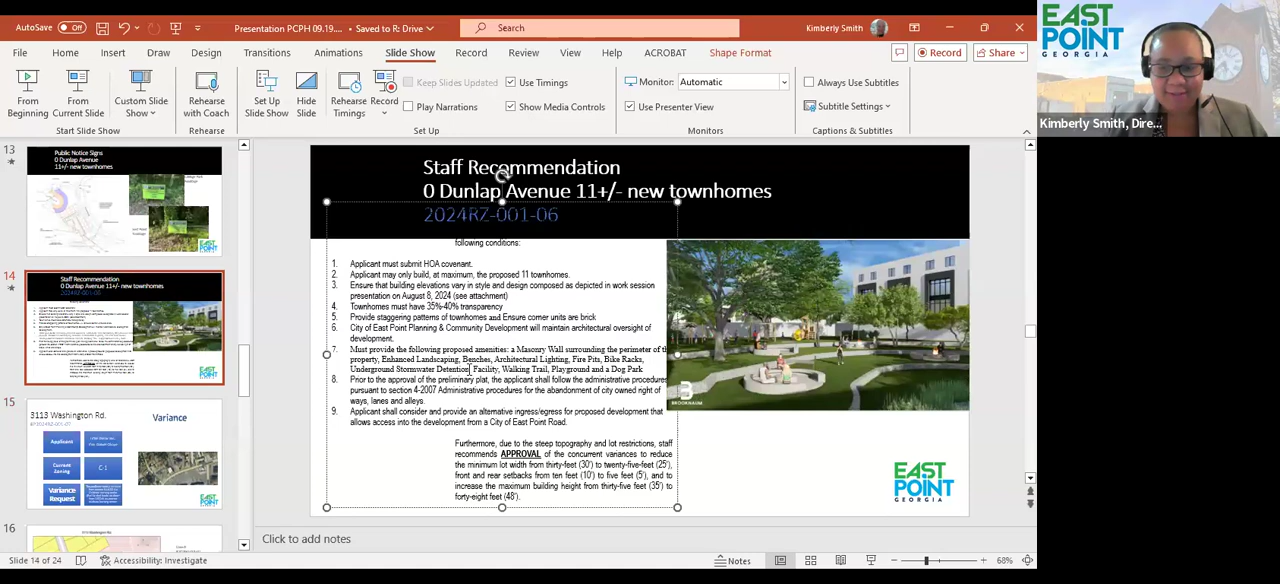 AutoSave Off Presentation PCPH 09.19.... • Saved to R: Drive Search Kimberly Smith
File Home Insert Draw Design Transitions Animations Slide Show Record Review View Help ACROBAT Shape Format Record Share
From Beginning
From Current Slide
Custom Slide Show
Rehearse with Coach
Set Up Slide Show
Hide Slide
Rehearse Timings
Record
Keep Slides Updated
Play Narrations
Use Timings
Show Media Controls
Monitor: Automatic
Use Presenter View
Always Use Subtitles
Subtitle Settings
Start Slide Show Rehearse Set Up Monitors Captions & Subtitles
13
Public Notice Signs
0 Dunlap Avenue
11+/- new townhomes
EAST POINT
14
Staff Recommendation
0 Dunlap Avenue 11+/- new townhomes
2024RZ-001-06
EAST POINT
15
3113 Washington Rd.
Variance
Applicant
Current Zoning
C-1
Variance Request
EAST POINT
16
Staff Recommendation
0 Dunlap Avenue 11+/- new townhomes
2024RZ-001-06
following conditions:
1. Applicant must submit HOA covenant.
2. Applicant may only build, at maximum, the proposed 11 townhomes.
3. Ensure that building elevations vary in style and design composed as depicted in work session
presentation on August 8, 2024 (see attachment)
4. Townhomes must have 35%-40% transparency
5. Provide staggering patterns of townhomes and Ensure corner units are brick
6. City of East Point Planning & Community Development will maintain architectural oversight of
development.
7. Must provide the following proposed amenities: a Masonry Wall surrounding the perimeter of the
property, Enhanced Landscaping, Benches, Architectural Lighting, Fire Pits, Bike Racks,
Underground Stormwater Detention Facility, Walking Trail, Playground and a Dog Park
8. Prior to the approval of the preliminary plat, the applicant shall follow the administrative procedures
pursuant to section 4-2007 Administrative procedures for the abandonment of city owned right of
ways, lanes and alleys.
9. Applicant shall consider and provide an alternative ingress/egress for proposed development that
allows access into the development from a City of East Point Road.
Furthermore, due to the steep topography and lot restrictions, staff
recommends APPROVAL of the concurrent variances to reduce
the minimum lot width from thirty-feet (30') to twenty-five-feet (25'),
front and rear setbacks from ten feet (10') to five feet (5'), and to
increase the maximum building height from thirty-five feet (35') to
forty-eight feet (48').
BROOKNAUM
EAST
POINT
GEORGIA
Click to add notes
Slide 14 of 24 Accessibility: Investigate Notes 68%
EAST
POINT
GEORGIA
Kimberly Smith, Dire...